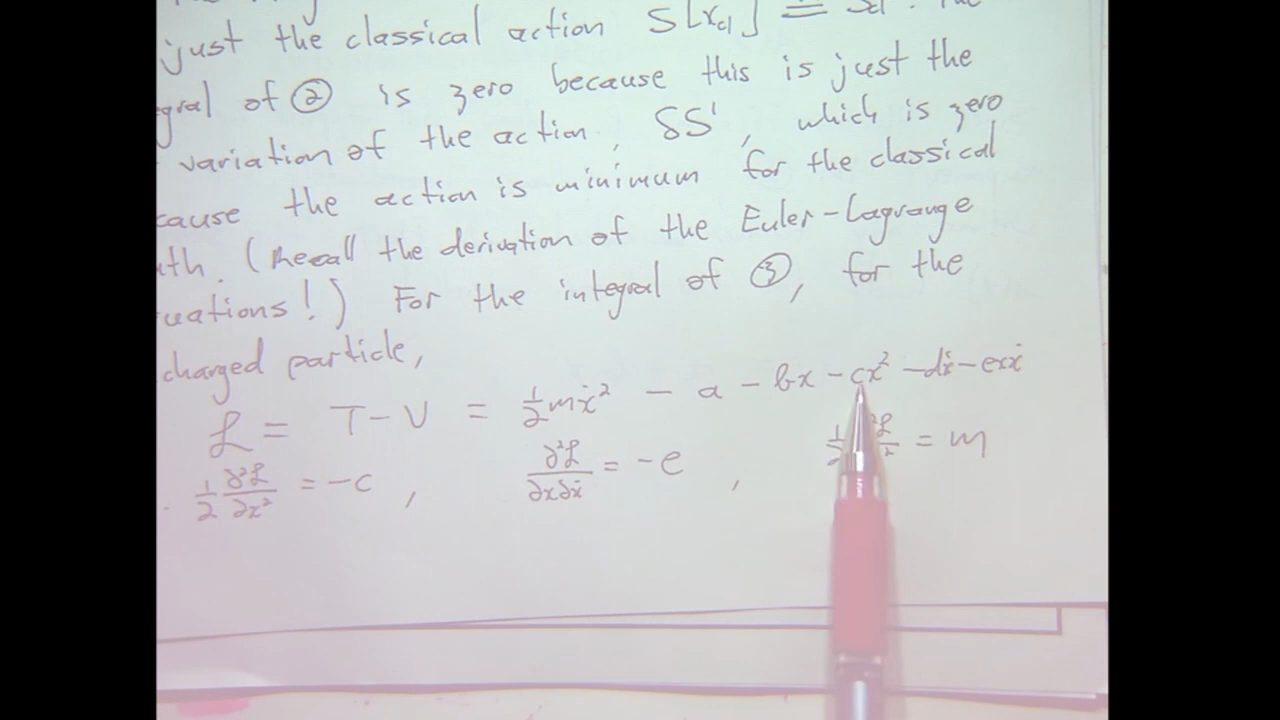 just the classical action S[x_cl] ≡ S_cl. The
gral of ② is zero because this is just the
variation of the action, δS', which is zero
cause the action is minimum for the classical
ath. (Recall the derivation of the Euler-Lagrange
uations!) For the integral of ③, for the
charged particle,
ℒ = T-V = ½mẋ² - a - bx - cx² - dẋ - exẋ
½ ∂²ℒ/∂x² = -c, ∂²ℒ/∂x∂ẋ = -e, = m